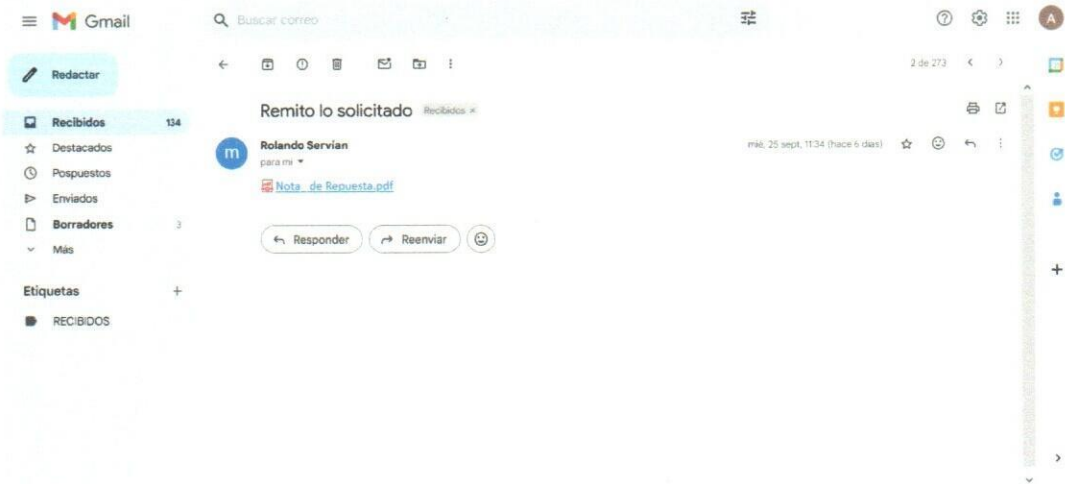 Gmail
Buscar correo
A
Redactar
2 de 273
Recibidos 134
Destacados
Pospuestos
Enviados
Borradores 3
Más
Etiquetas
RECIBIDOS
Remito lo solicitado Recibidos ×
m
Rolando Servian
mié, 25 sept, 11:34 (hace 6 días)
para mí
Nota_ de Repuesta.pdf
Responder
Reenviar